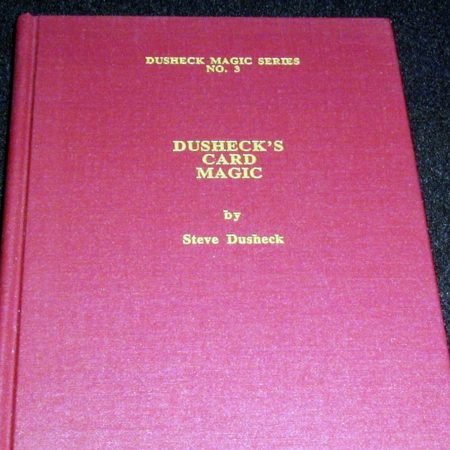 DUSHECK MAGIC SERIES
NO. 3
DUSHECK'S
CARD
MAGIC
by
Steve Dusheck